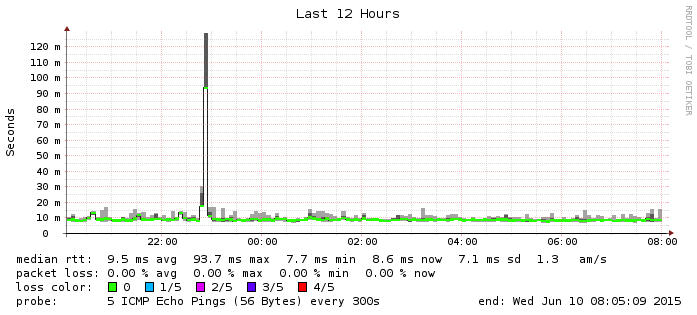 Last 12 Hours
RRDTOOL / TOBI OETIKER
Seconds
120 m
110 m
100 m
90 m
80 m
70 m
60 m
50 m
40 m
30 m
20 m
10 m
0
22:00 00:00 02:00 04:00 06:00 08:00
median rtt: 9.5 ms avg 93.7 ms max 7.7 ms min 8.6 ms now 7.1 ms sd 1.3 am/s
packet loss: 0.00 % avg 0.00 % max 0.00 % min 0.00 % now
loss color: 0 1/5 2/5 3/5 4/5
probe: 5 ICMP Echo Pings (56 Bytes) every 300s end: Wed Jun 10 08:05:09 2015